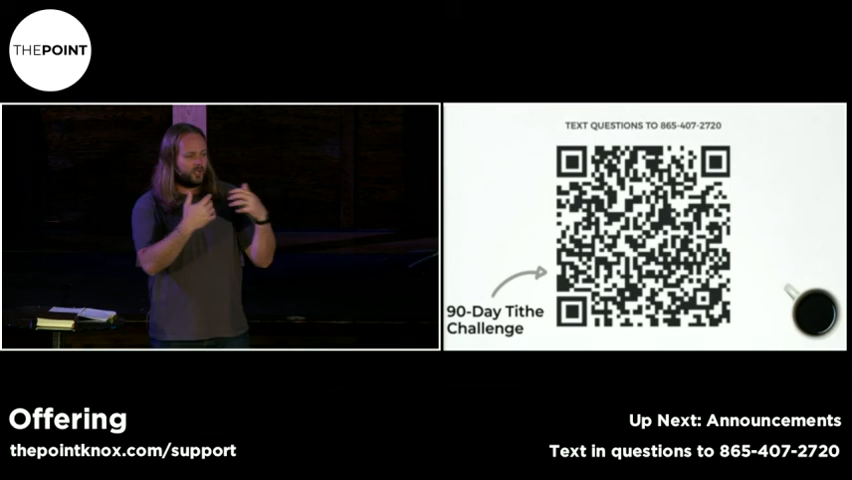 THEPOINT
TEXT QUESTIONS TO 865-407-2720
90-Day Tithe
Challenge
Offering
Up Next: Announcements
thepointknox.com/support
Text in questions to 865-407-2720